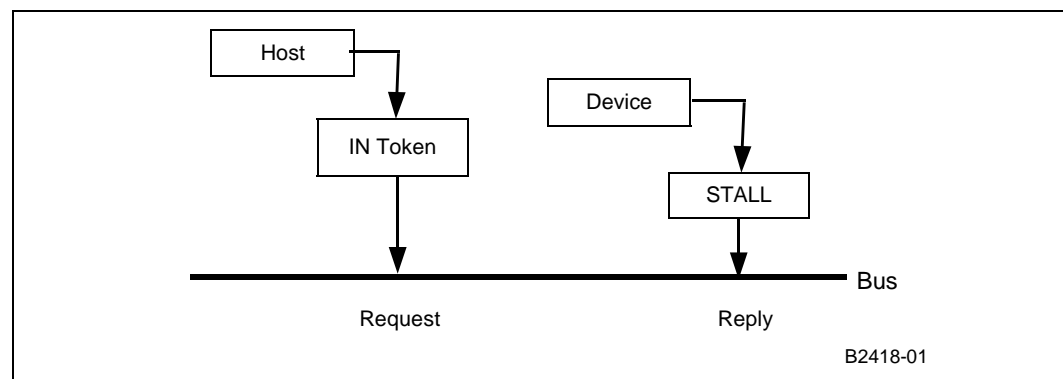 Host
Device
IN Token
STALL
Bus
Request
Reply
B2418-01